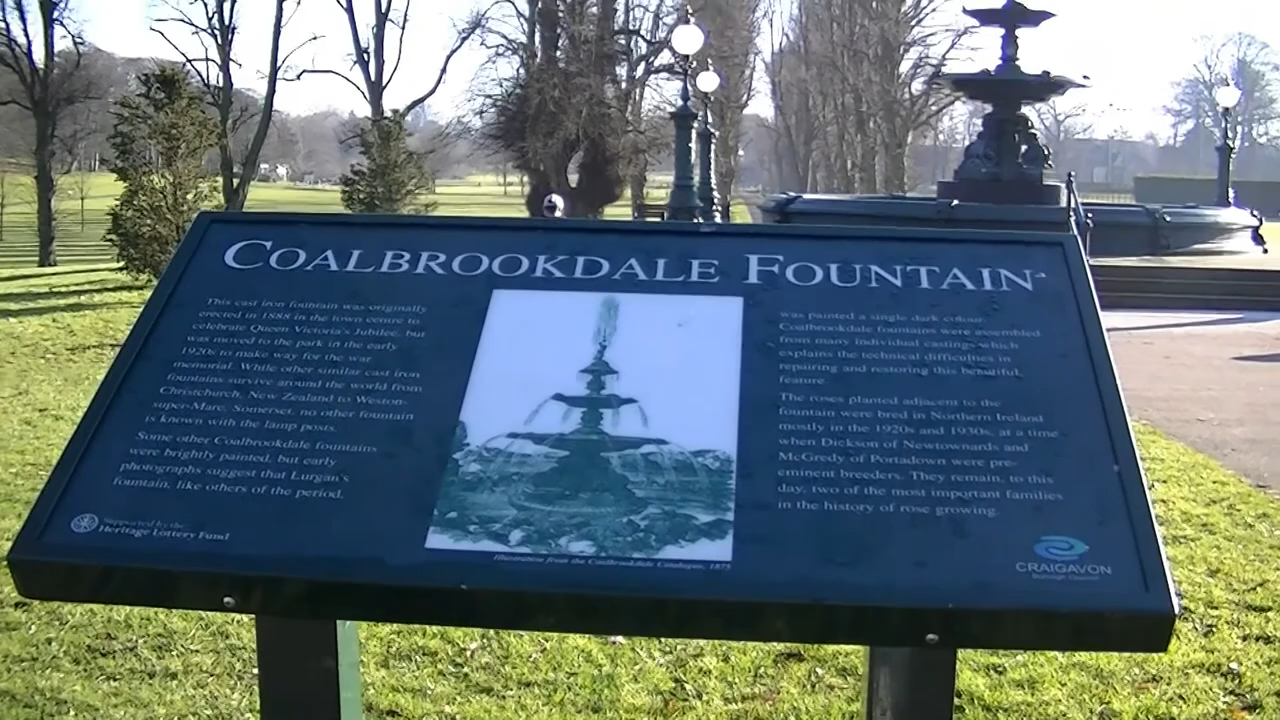 COALBROOKDALE FOUNTAIN
This cast iron fountain was originally
erected in 1888 in the town centre to
celebrate Queen Victoria's Jubilee, but
was moved to the park in the early
1920s to make way for the war
memorial. While other similar cast iron
fountains survive around the world from
Christchurch, New Zealand to Weston-
super-Mare, Somerset, no other fountain
is known with the lamp posts.
Some other Coalbrookdale fountains
were brightly painted, but early
photographs suggest that Lurgan's
fountain, like others of the period,
was painted a single dark colour.
Coalbrookdale fountains were assembled
from many individual castings which
explains the technical difficulties in
repairing and restoring this beautiful
feature.
The roses planted adjacent to the
fountain were bred in Northern Ireland
mostly in the 1920s and 1930s, at a time
when Dickson of Newtownards and
McGredy of Portadown were pre-
eminent breeders. They remain, to this
day, two of the most important families
in the history of rose growing.
Illustration from the Coalbrookdale Catalogue, 1875
Supported by the
Heritage Lottery Fund
CRAIGAVON
Borough Council